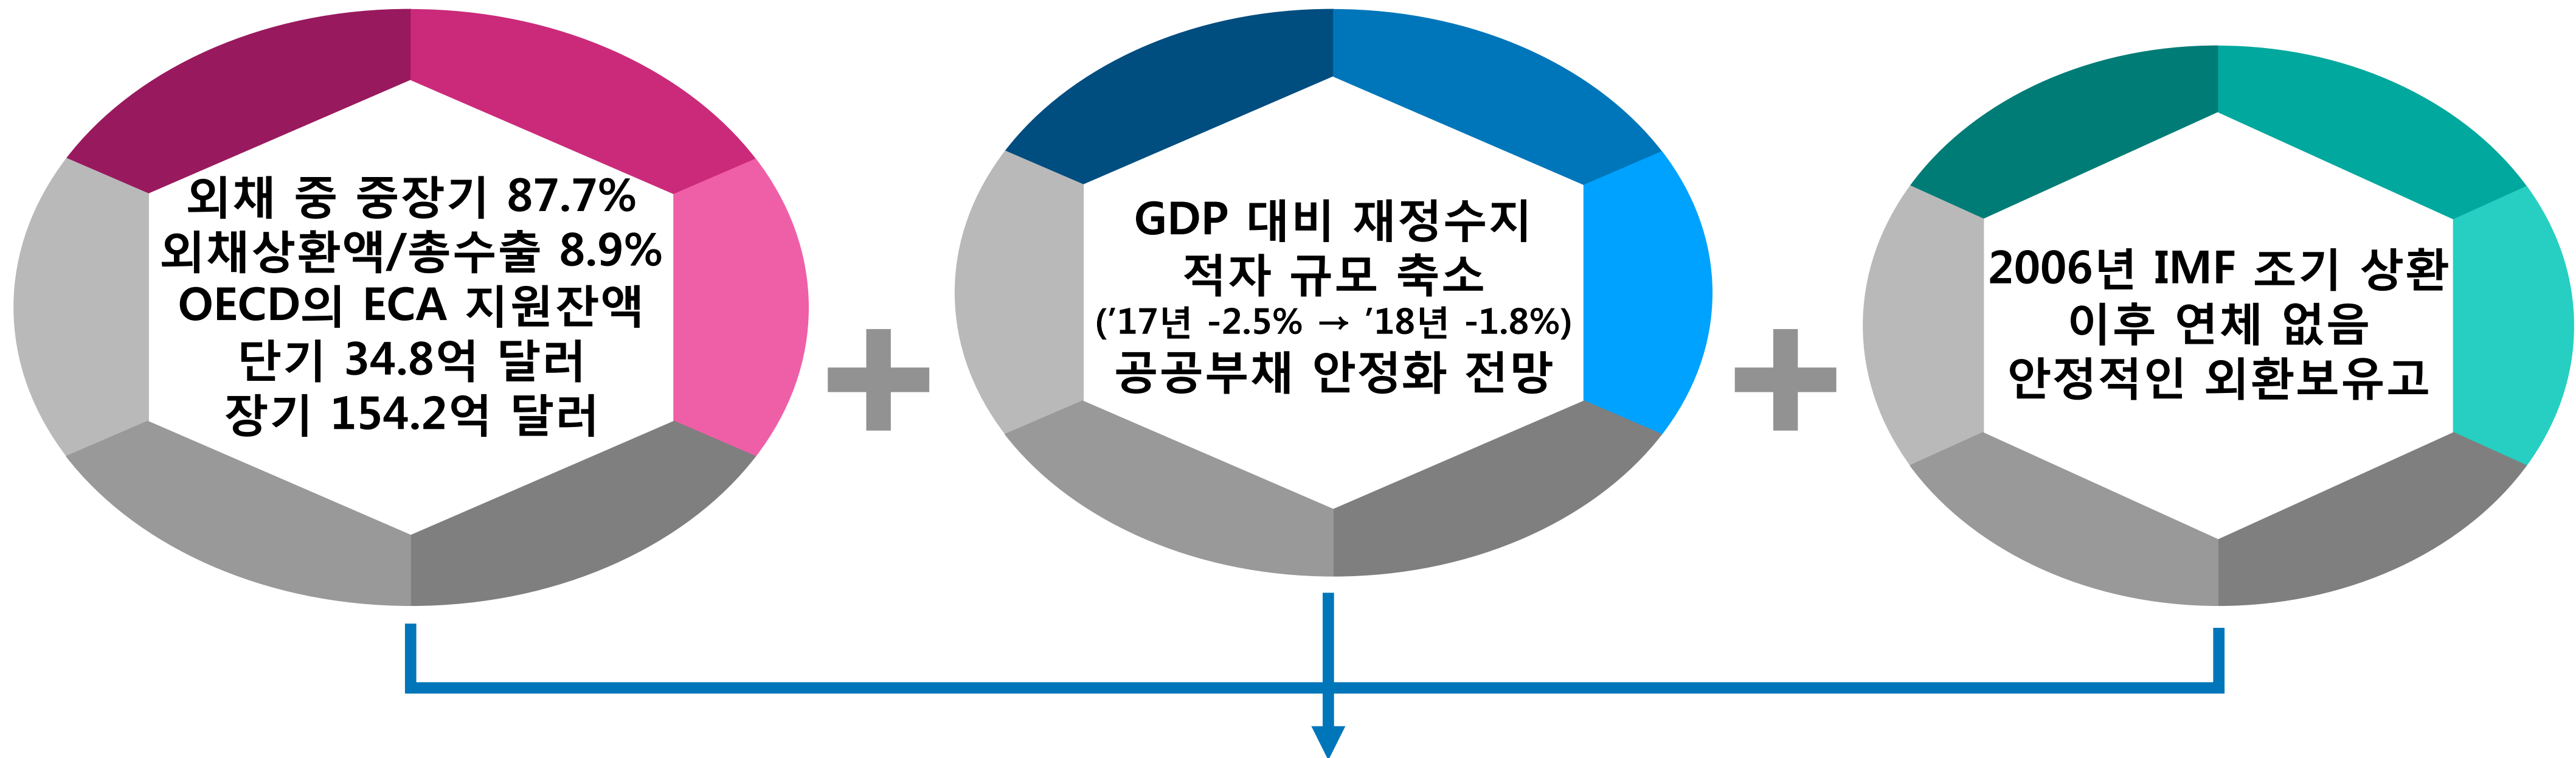 외채 중 중장기 87.7%
외채상환액/총수출 8.9%
OECD의 ECA 지원잔액
단기 34.8억 달러
장기 154.2억 달러
GDP 대비 재정수지
적자 규모 축소
(’17년 -2.5% → ’18년 -1.8%)
공공부채 안정화 전망
2006년 IMF 조기 상환
이후 연체 없음
안정적인 외환보유고